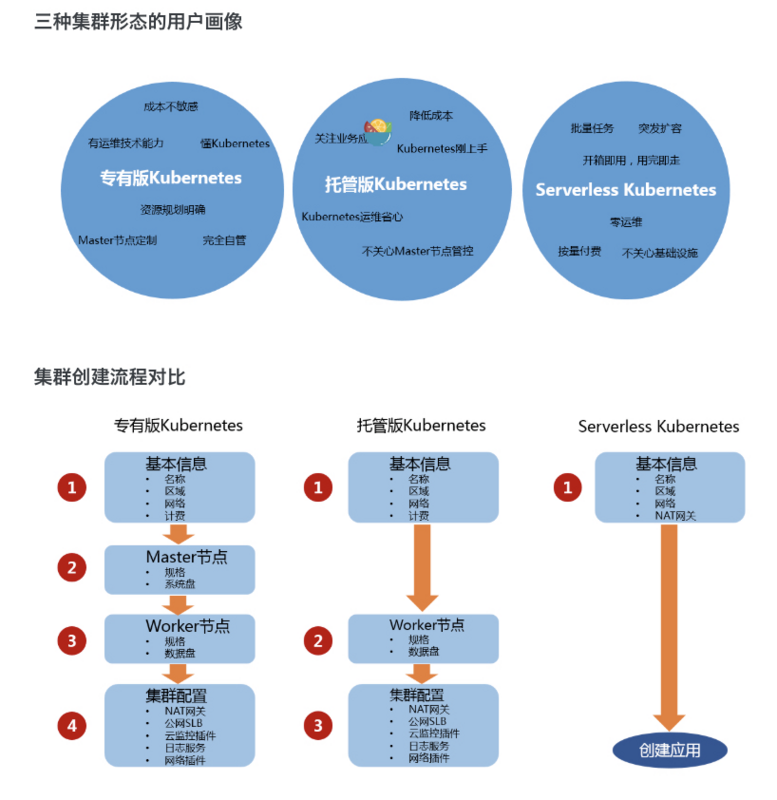 三种集群形态的用户画像
成本不敏感
有运维技术能力
懂Kubernetes
专有版Kubernetes
资源规划明确
Master节点定制
完全自管
降低成本
关注业务应
Kubernetes刚上手
托管版Kubernetes
Kubernetes运维省心
不关心Master节点管控
批量任务
突发扩容
开箱即用，用完即走
Serverless Kubernetes
零运维
按量付费
不关心基础设施
集群创建流程对比
专有版Kubernetes
1
基本信息
• 名称
• 区域
• 网络
• 计费
2
Master节点
• 规格
• 系统盘
3
Worker节点
• 规格
• 数据盘
4
集群配置
• NAT网关
• 公网SLB
• 云监控插件
• 日志服务
• 网络插件
托管版Kubernetes
1
基本信息
• 名称
• 区域
• 网络
• 计费
2
Worker节点
• 规格
• 数据盘
3
集群配置
• NAT网关
• 公网SLB
• 云监控插件
• 日志服务
• 网络插件
Serverless Kubernetes
1
基本信息
• 名称
• 区域
• 网络
• NAT网关
创建应用